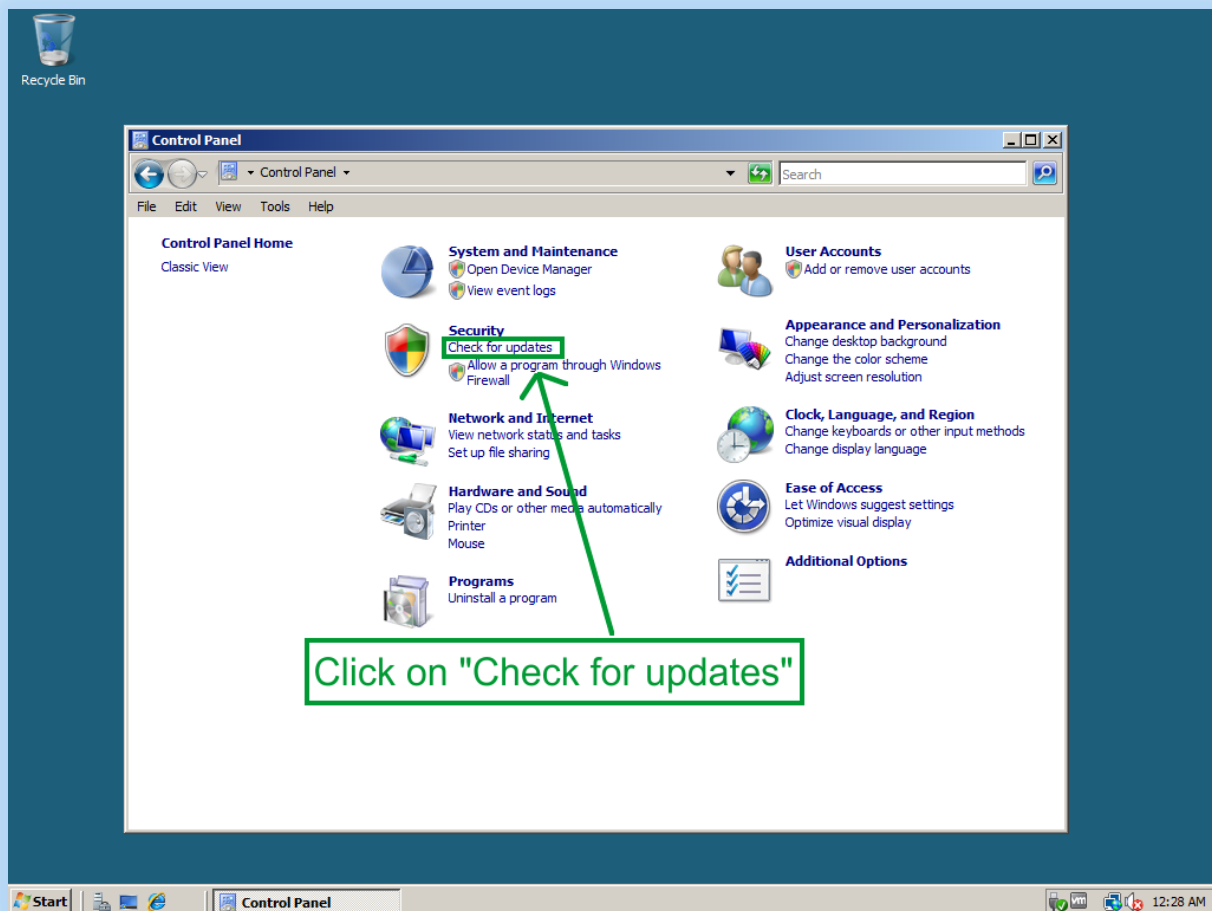 Recycle Bin
Control Panel
Control Panel
Search
File Edit View Tools Help
Control Panel Home
Classic View
System and Maintenance
Open Device Manager
View event logs
Security
Check for updates
Allow a program through Windows
Firewall
Network and Internet
View network status and tasks
Set up file sharing
Hardware and Sound
Play CDs or other media automatically
Printer
Mouse
Programs
Uninstall a program
User Accounts
Add or remove user accounts
Appearance and Personalization
Change desktop background
Change the color scheme
Adjust screen resolution
Clock, Language, and Region
Change keyboards or other input methods
Change display language
Ease of Access
Let Windows suggest settings
Optimize visual display
Additional Options
Click on "Check for updates"
Start
Control Panel
vm
12:28 AM